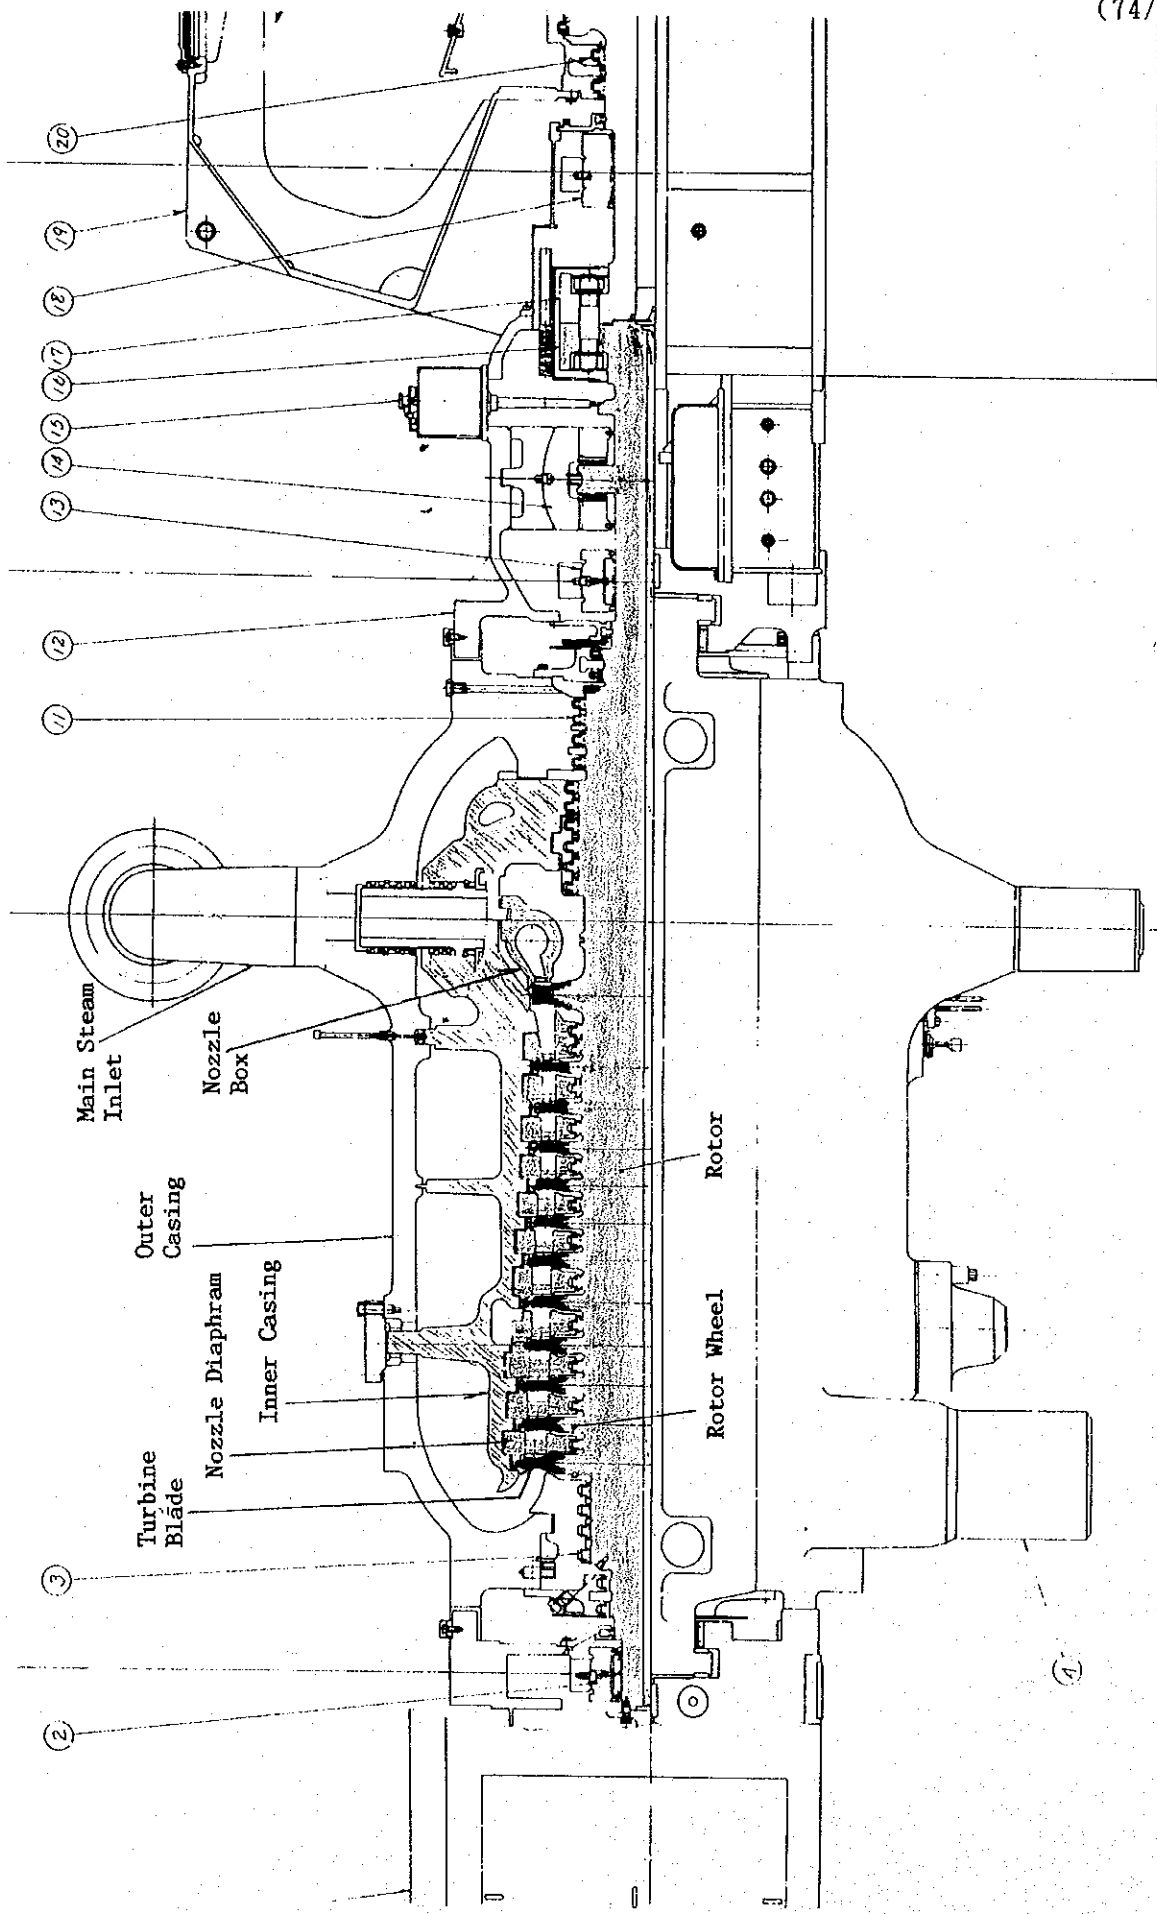 (74/
20
19
18
17
16
15
14
13
12
11
Main Steam
Inlet
Nozzle
Box
Outer
Casing
Nozzle Diaphram
Inner Casing
Turbine
Blade
Rotor
Rotor Wheel
3
2
1